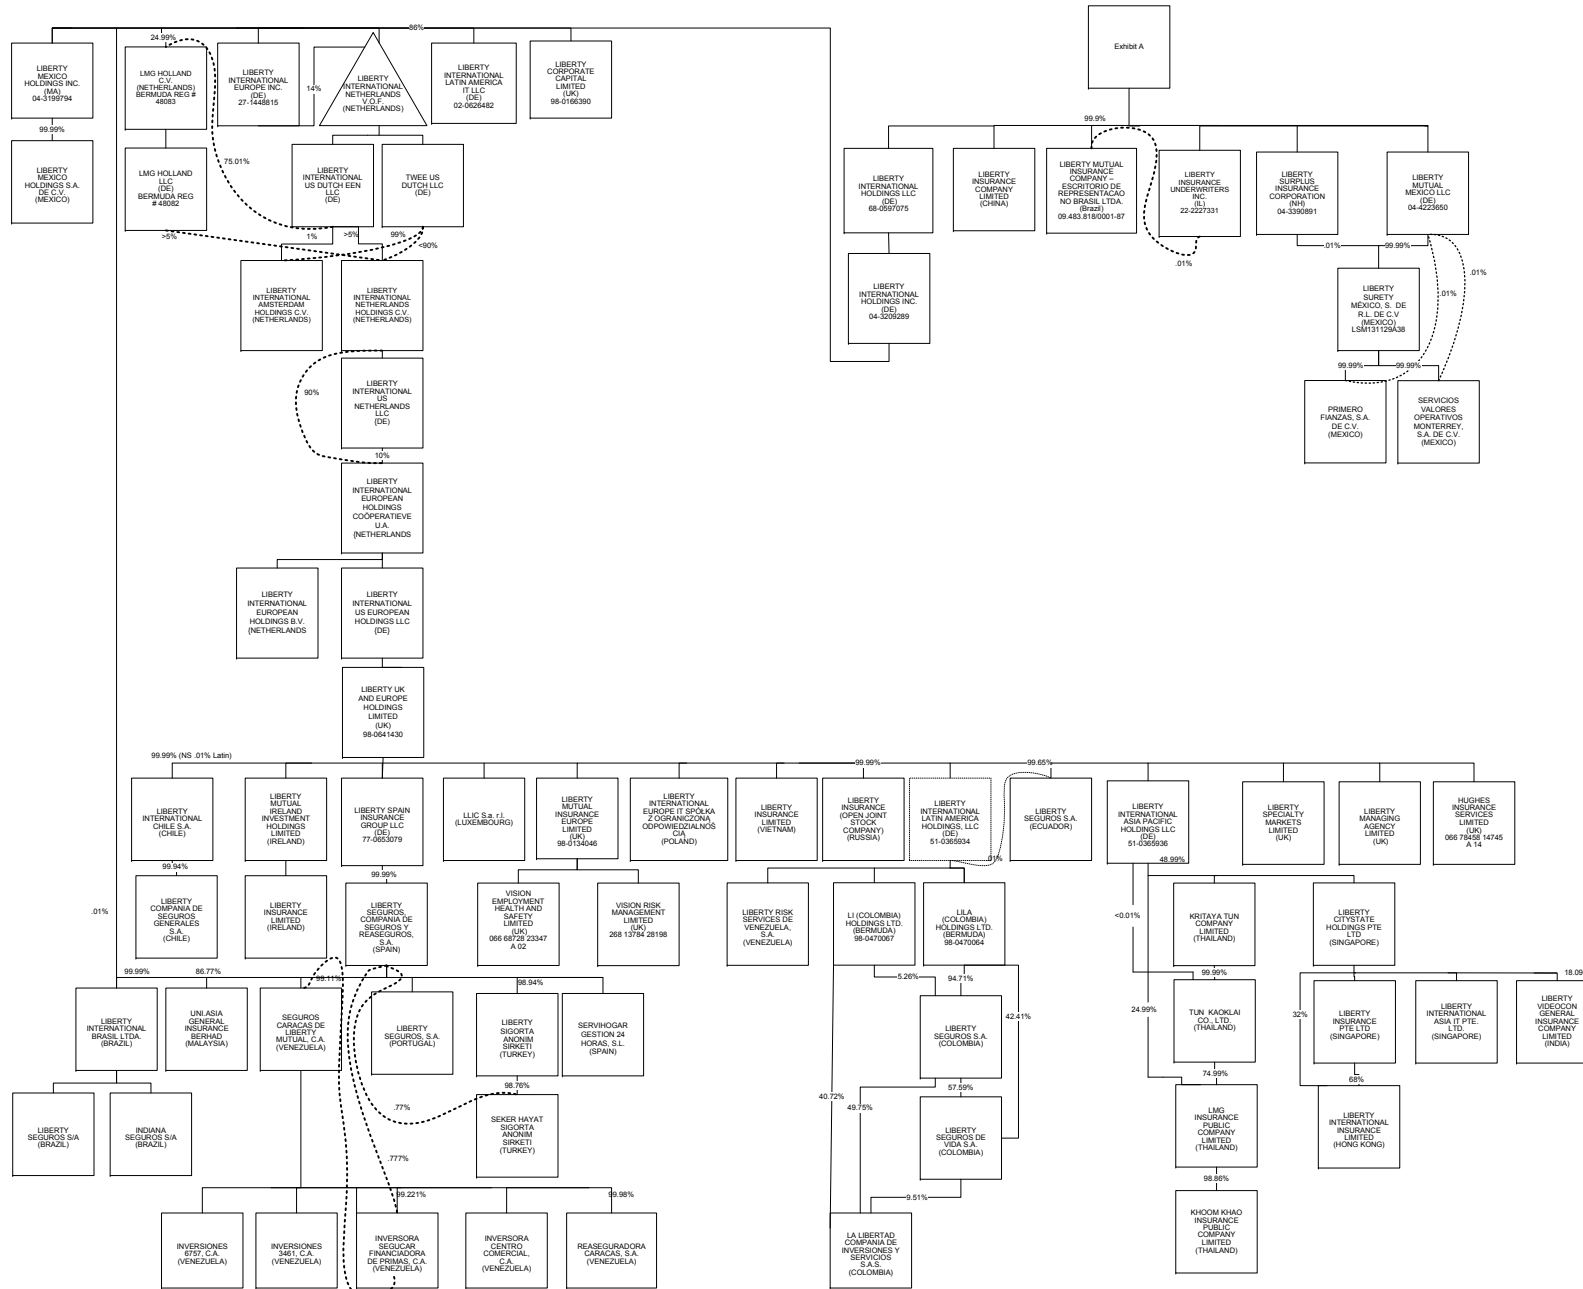 Exhibit A
24.99%
86%
LIBERTY
MEXICO
HOLDINGS INC.
(MA)
04-3199794
LMG HOLLAND
C.V.
(NETHERLANDS)
BERMUDA REG #
48083
LIBERTY
INTERNATIONAL
EUROPE INC.
(DE)
27-1448815
14%
LIBERTY
INTERNATIONAL
NETHERLANDS
V.O.F.
(NETHERLANDS)
LIBERTY
INTERNATIONAL
LATIN AMERICA
IT LLC
(DE)
02-0626482
LIBERTY
CORPORATE
CAPITAL
LIMITED
(UK)
98-0166390
99.99%
LIBERTY
MEXICO
HOLDINGS S.A.
DE C.V.
(MEXICO)
LMG HOLLAND
LLC
(DE)
BERMUDA REG
# 48082
75.01%
LIBERTY
INTERNATIONAL
US DUTCH EEN
LLC
(DE)
TWEE US
DUTCH LLC
(DE)
99.9%
LIBERTY
INTERNATIONAL
HOLDINGS LLC
(DE)
68-0597075
LIBERTY
INSURANCE
COMPANY
LIMITED
(CHINA)
LIBERTY MUTUAL
INSURANCE
COMPANY –
ESCRITORIO DE
REPRESENTACAO
NO BRASIL LTDA.
(Brazil)
09.483.818/0001-87
LIBERTY
INSURANCE
UNDERWRITERS
INC.
(IL)
22-2227331
LIBERTY
SURPLUS
INSURANCE
CORPORATION
(NH)
04-3390891
LIBERTY
MUTUAL
MEXICO LLC
(DE)
04-4223650
>5%
1%
>5%
99%
<90%
.01%
.01%
99.99%
.01%
.01%
LIBERTY
INTERNATIONAL
AMSTERDAM
HOLDINGS C.V.
(NETHERLANDS)
LIBERTY
INTERNATIONAL
NETHERLANDS
HOLDINGS C.V.
(NETHERLANDS)
LIBERTY
INTERNATIONAL
HOLDINGS INC.
(DE)
04-3209289
LIBERTY
SURETY
MÉXICO, S. DE
R.L. DE C.V
(MEXICO)
LSM131129A38
90%
LIBERTY
INTERNATIONAL
US
NETHERLANDS
LLC
(DE)
99.99%
99.99%
PRIMERO
FIANZAS, S.A.
DE C.V.
(MEXICO)
SERVICIOS
VALORES
OPERATIVOS
MONTERREY,
S.A. DE C.V.
(MEXICO)
10%
LIBERTY
INTERNATIONAL
EUROPEAN
HOLDINGS
COÖPERATIEVE
U.A.
(NETHERLANDS
LIBERTY
INTERNATIONAL
EUROPEAN
HOLDINGS B.V.
(NETHERLANDS
LIBERTY
INTERNATIONAL
US EUROPEAN
HOLDINGS LLC
(DE)
LIBERTY UK
AND EUROPE
HOLDINGS
LIMITED
(UK)
98-0641430
99.99% (NS .01% Latin)
99.99%
99.65%
LIBERTY
INTERNATIONAL
CHILE S.A.
(CHILE)
LIBERTY
MUTUAL
IRELAND
INVESTMENT
HOLDINGS
LIMITED
(IRELAND)
LIBERTY SPAIN
INSURANCE
GROUP LLC
(DE)
77-0653079
LLIC S.a. r.l.
(LUXEMBOURG)
LIBERTY
MUTUAL
INSURANCE
EUROPE
LIMITED
(UK)
98-0134046
LIBERTY
INTERNATIONAL
EUROPE IT SPÓŁKA
Z OGRANICZONĄ
ODPOWIEDZIALNOŚ
CIĄ
(POLAND)
LIBERTY
INSURANCE
LIMITED
(VIETNAM)
LIBERTY
INSURANCE
(OPEN JOINT
STOCK
COMPANY)
(RUSSIA)
LIBERTY
INTERNATIONAL
LATIN AMERICA
HOLDINGS, LLC
(DE)
51-0365934
LIBERTY
SEGUROS S.A.
(ECUADOR)
LIBERTY
INTERNATIONAL
ASIA PACIFIC
HOLDINGS LLC
(DE)
51-0365936
LIBERTY
SPECIALTY
MARKETS
LIMITED
(UK)
LIBERTY
MANAGING
AGENCY
LIMITED
(UK)
HUGHES
INSURANCE
SERVICES
LIMITED
(UK)
066 78458 14745
A 14
99.94%
99.99%
.01%
48.99%
LIBERTY
COMPANIA DE
SEGUROS
GENERALES
S.A.
(CHILE)
LIBERTY
INSURANCE
LIMITED
(IRELAND)
LIBERTY
SEGUROS,
COMPANIA DE
SEGUROS Y
REASEGUROS,
S.A.
(SPAIN)
VISION
EMPLOYMENT
HEALTH AND
SAFETY
LIMITED
(UK)
066 68728 23347
A 02
VISION RISK
MANAGEMENT
LIMITED
(UK)
268 13784 28198
LIBERTY RISK
SERVICES DE
VENEZUELA,
S.A.
(VENEZUELA)
LI (COLOMBIA)
HOLDINGS LTD.
(BERMUDA)
98-0470067
LILA
(COLOMBIA)
HOLDINGS LTD.
(BERMUDA)
98-0470064
<0.01%
KRITAYA TUN
COMPANY
LIMITED
(THAILAND)
LIBERTY
CITYSTATE
HOLDINGS PTE
LTD
(SINGAPORE)
.01%
99.99%
86.77%
99.11%
98.94%
5.26%
94.71%
99.99%
18.09
LIBERTY
INTERNATIONAL
BRASIL LTDA.
(BRAZIL)
UNI.ASIA
GENERAL
INSURANCE
BERHAD
(MALAYSIA)
SEGUROS
CARACAS DE
LIBERTY
MUTUAL, C.A.
(VENEZUELA)
LIBERTY
SEGUROS, S.A.
(PORTUGAL)
LIBERTY
SIGORTA
ANONIM
SIRKETI
(TURKEY)
SERVIHOGAR
GESTION 24
HORAS, S.L.
(SPAIN)
LIBERTY
SEGUROS S.A.
(COLOMBIA)
42.41%
24.99%
TUN KAOKLAI
CO., LTD.
(THAILAND)
32%
LIBERTY
INSURANCE
PTE LTD
(SINGAPORE)
LIBERTY
INTERNATIONAL
ASIA IT PTE.
LTD.
(SINGAPORE)
LIBERTY
VIDEOCON
GENERAL
INSURANCE
COMPANY
LIMITED
(INDIA)
98.76%
57.59%
74.99%
68%
40.72%
49.75%
.77%
LIBERTY
SEGUROS S/A
(BRAZIL)
INDIANA
SEGUROS S/A
(BRAZIL)
SEKER HAYAT
SIGORTA
ANONIM
SIRKETI
(TURKEY)
LIBERTY
SEGUROS DE
VIDA S.A.
(COLOMBIA)
LMG
INSURANCE
PUBLIC
COMPANY
LIMITED
(THAILAND)
LIBERTY
INTERNATIONAL
INSURANCE
LIMITED
(HONG KONG)
.777%
99.221%
99.98%
9.51%
98.86%
INVERSIONES
6757, C.A.
(VENEZUELA)
INVERSIONES
3461, C.A.
(VENEZUELA)
INVERSORA
SEGUCAR
FINANCIADORA
DE PRIMAS, C.A.
(VENEZUELA)
INVERSORA
CENTRO
COMERCIAL,
C.A.
(VENEZUELA)
REASEGURADORA
CARACAS, S.A.
(VENEZUELA)
LA LIBERTAD
COMPANIA DE
INVERSIONES Y
SERVICIOS
S.A.S.
(COLOMBIA)
KHOOM KHAO
INSURANCE
PUBLIC
COMPANY
LIMITED
(THAILAND)